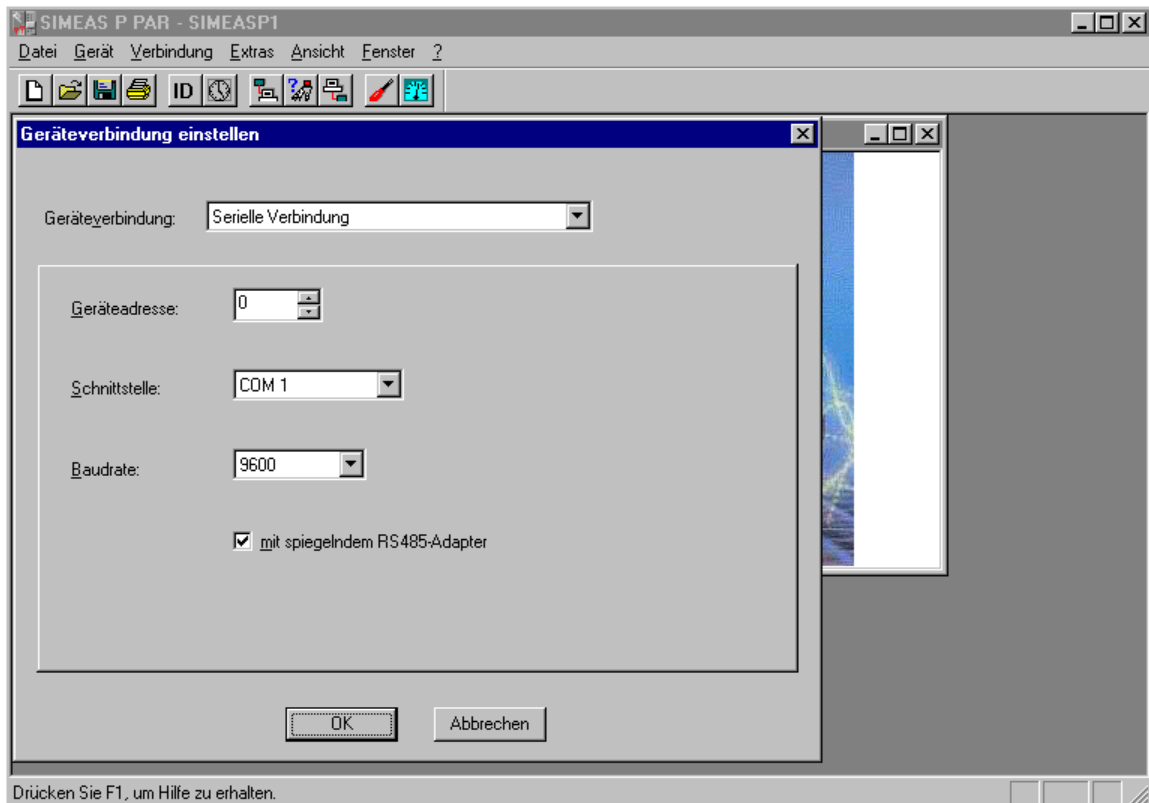 SIMEAS P PAR - SIMEASP1
Datei Gerät Verbindung Extras Ansicht Fenster ?
ID
Geräteverbindung einstellen
Geräteverbindung: Serielle Verbindung
Geräteadresse: 0
Schnittstelle: COM 1
Baudrate: 9600
mit spiegelndem RS485-Adapter
OK Abbrechen
Drücken Sie F1, um Hilfe zu erhalten.